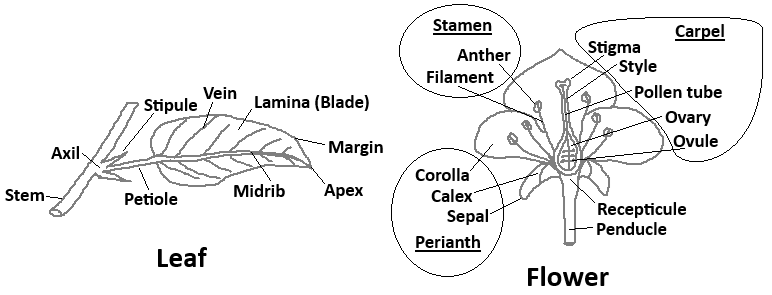 Stipule
Vein
Lamina (Blade)
Axil
Margin
Stem
Petiole
Midrib
Apex
Leaf
Stamen
Anther
Filament
Carpel
Stigma
Style
Pollen tube
Ovary
Ovule
Corolla
Calex
Sepal
Perianth
Recepticule
Penducle
Flower